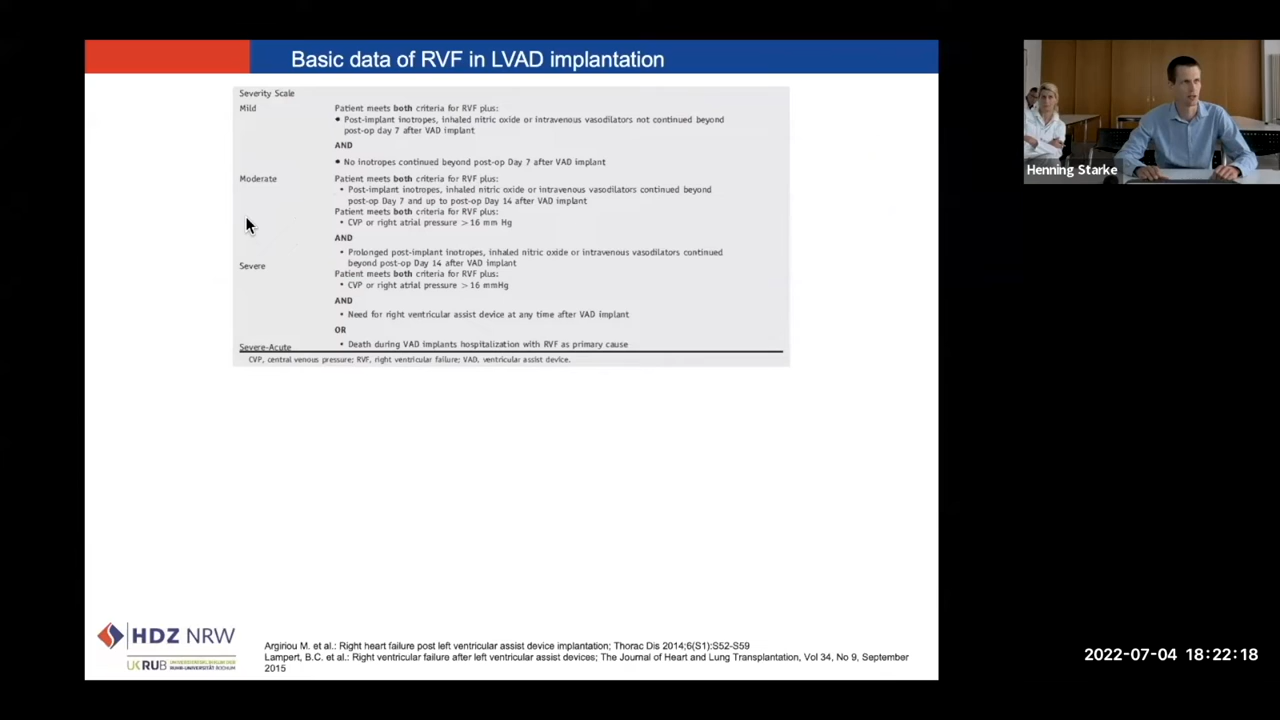 Basic data of RVF in LVAD implantation
Severity Scale
Mild
Patient meets both criteria for RVF plus:
• Post-implant inotropes, inhaled nitric oxide or intravenous vasodilators not continued beyond
post-op day 7 after VAD implant
AND
• No inotropes continued beyond post-op Day 7 after VAD implant
Moderate
Patient meets both criteria for RVF plus:
• Post-implant inotropes, inhaled nitric oxide or intravenous vasodilators continued beyond
post-op Day 7 and up to post-op Day 14 after VAD implant
Patient meets both criteria for RVF plus:
• CVP or right atrial pressure > 16 mm Hg
AND
• Prolonged post-implant inotropes, inhaled nitric oxide or intravenous vasodilators continued
beyond post-op Day 14 after VAD implant
Severe
Patient meets both criteria for RVF plus:
• CVP or right atrial pressure > 16 mmHg
AND
• Need for right ventricular assist device at any time after VAD implant
OR
Severe-Acute
• Death during VAD implants hospitalization with RVF as primary cause
CVP, central venous pressure; RVF, right ventricular failure; VAD, ventricular assist device.
HDZ NRW
UK RUB
Argiriou M. et al.: Right heart failure post left ventricular assist device implantation; Thorac Dis 2014;6(S1):S52-S59
Lampert, B.C. et al.: Right ventricular failure after left ventricular assist devices; The Journal of Heart and Lung Transplantation, Vol 34, No 9, September
2015
Henning Starke
2022-07-04 18:22:18